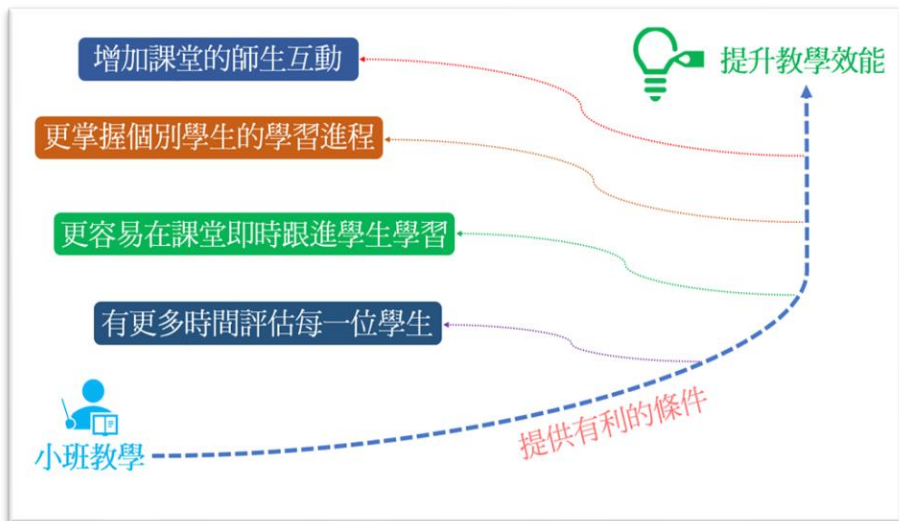 增加課堂的師生互動
提升教學效能
更掌握個別學生的學習進程
更容易在課堂即時跟進學生學習
有更多時間評估每一位學生
提供有利的條件
小班教學